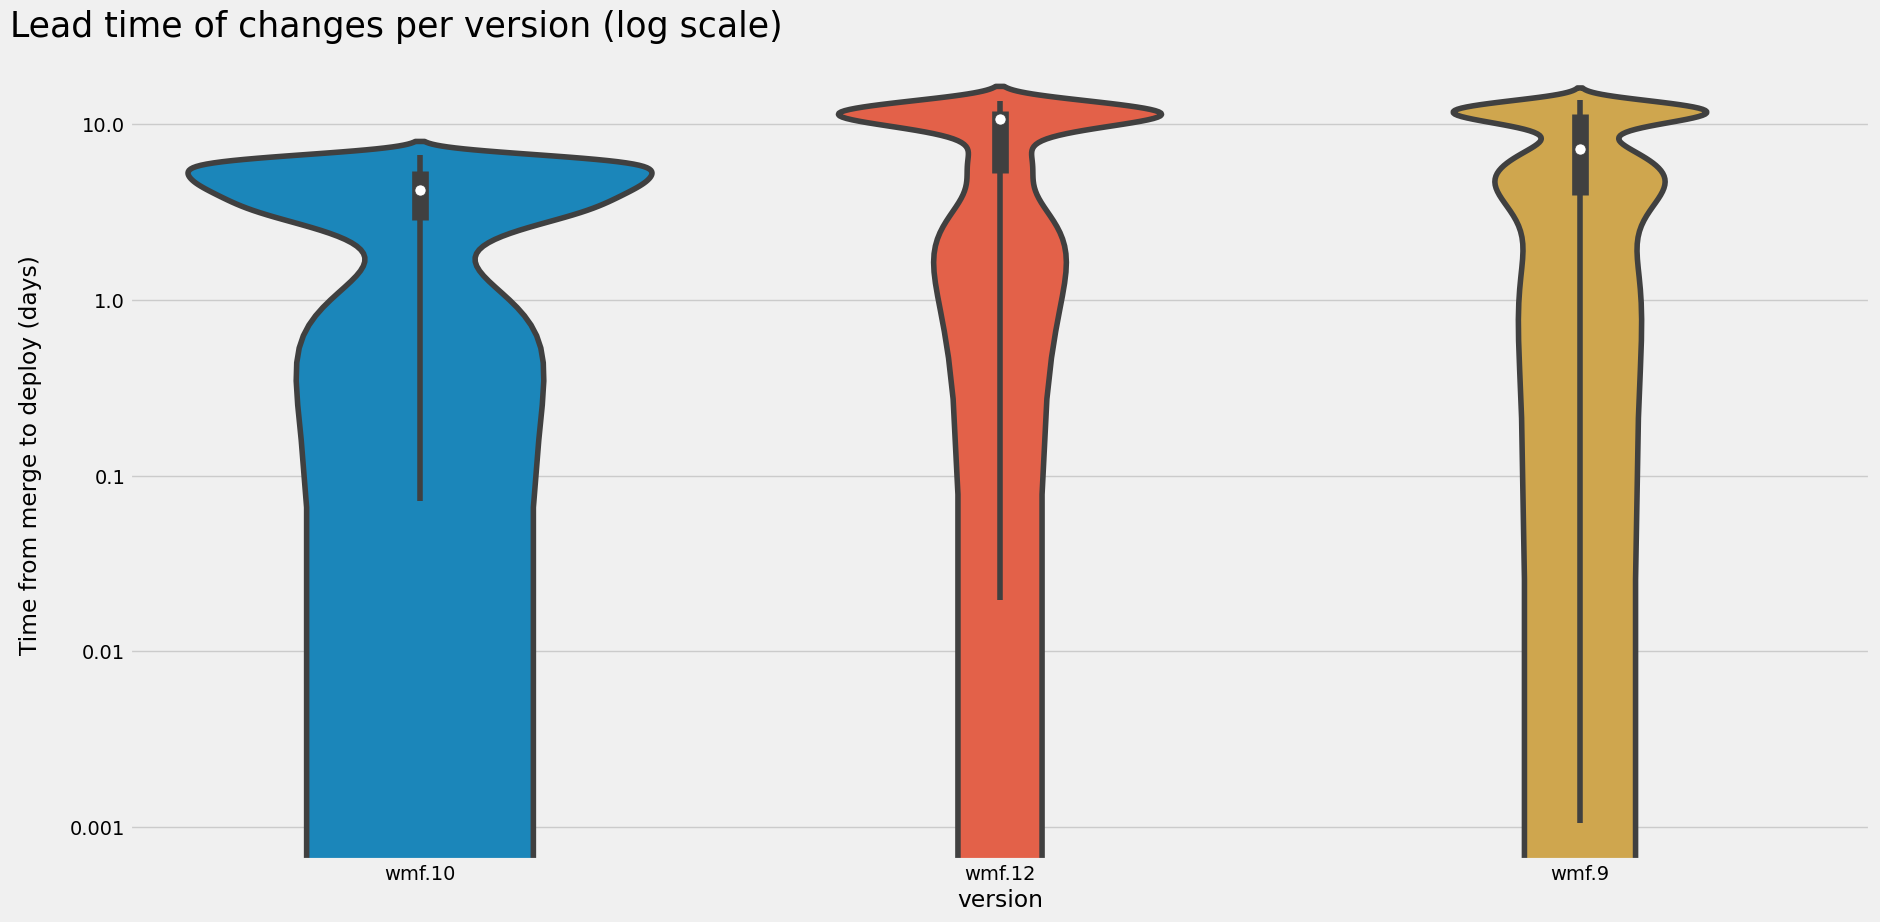 Lead time of changes per version (log scale)
Time from merge to deploy (days)
10.0
1.0
0.1
0.01
0.001
wmf.10
wmf.12
wmf.9
version